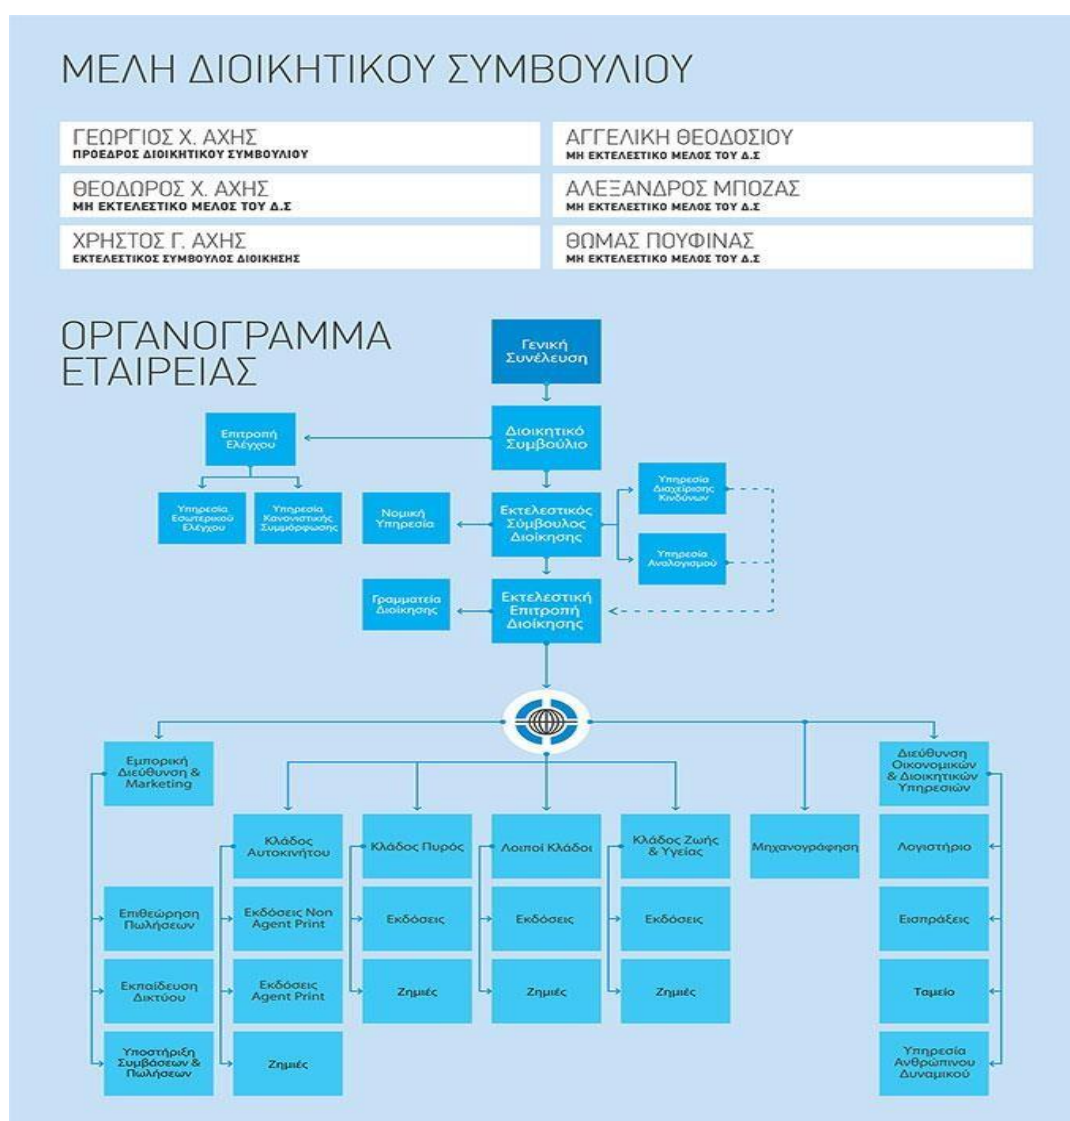 ΜΕΛΗ ΔΙΟΙΚΗΤΙΚΟΥ ΣΥΜΒΟΥΛΙΟΥ
ΓΕΩΡΓΙΟΣ Χ. ΑΧΗΣ
ΠΡΟΕΔΡΟΣ ΔΙΟΙΚΗΤΙΚΟΥ ΣΥΜΒΟΥΛΙΟΥ
ΑΓΓΕΛΙΚΗ ΘΕΟΔΟΣΙΟΥ
ΜΗ ΕΚΤΕΛΕΣΤΙΚΟ ΜΕΛΟΣ ΤΟΥ Δ.Σ
ΘΕΟΔΩΡΟΣ Χ. ΑΧΗΣ
ΜΗ ΕΚΤΕΛΕΣΤΙΚΟ ΜΕΛΟΣ ΤΟΥ Δ.Σ
ΑΛΕΞΑΝΔΡΟΣ ΜΠΟΖΑΣ
ΜΗ ΕΚΤΕΛΕΣΤΙΚΟ ΜΕΛΟΣ ΤΟΥ Δ.Σ
ΧΡΗΣΤΟΣ Γ. ΑΧΗΣ
ΕΚΤΕΛΕΣΤΙΚΟΣ ΣΥΜΒΟΥΛΟΣ ΔΙΟΙΚΗΣΗΣ
ΘΩΜΑΣ ΠΟΥΦΙΝΑΣ
ΜΗ ΕΚΤΕΛΕΣΤΙΚΟ ΜΕΛΟΣ ΤΟΥ Δ.Σ
ΟΡΓΑΝΟΓΡΑΜΜΑ
ΕΤΑΙΡΕΙΑΣ
Γενική
Συνέλευση
Διοικητικό
Συμβούλιο
Επιτροπή
Ελέγχου
Υπηρεσία
Εσωτερικού
Ελέγχου
Υπηρεσία
Κανονιστικής
Συμμόρφωσης
Νομική
Υπηρεσία
Εκτελεστικός
Σύμβουλος
Διοίκησης
Υπηρεσία
Διαχείρισης
Κινδύνων
Υπηρεσία
Αναλογισμού
Γραμματεία
Διοίκησης
Εκτελεστική
Επιτροπή
Διοίκησης
Εμπορική
Διεύθυνση &
Marketing
Διεύθυνση
Οικονομικών
& Διοικητικών
Υπηρεσιών
Κλάδος
Αυτοκινήτου
Κλάδος Πυρός
Λοιποί Κλάδοι
Κλάδος Ζωής
& Υγείας
Μηχανογράφηση
Λογιστήριο
Επιθεώρηση
Πωλήσεων
Εκδόσεις Non
Agent Print
Εκδόσεις
Εκδόσεις
Εκδόσεις
Εισπράξεις
Εκπαίδευση
Δικτύου
Εκδόσεις
Agent Print
Ζημιές
Ζημιές
Ζημιές
Ταμείο
Υποστήριξη
Συμβάσεων &
Πωλήσεων
Ζημιές
Υπηρεσία
Ανθρώπινου
Δυναμικού